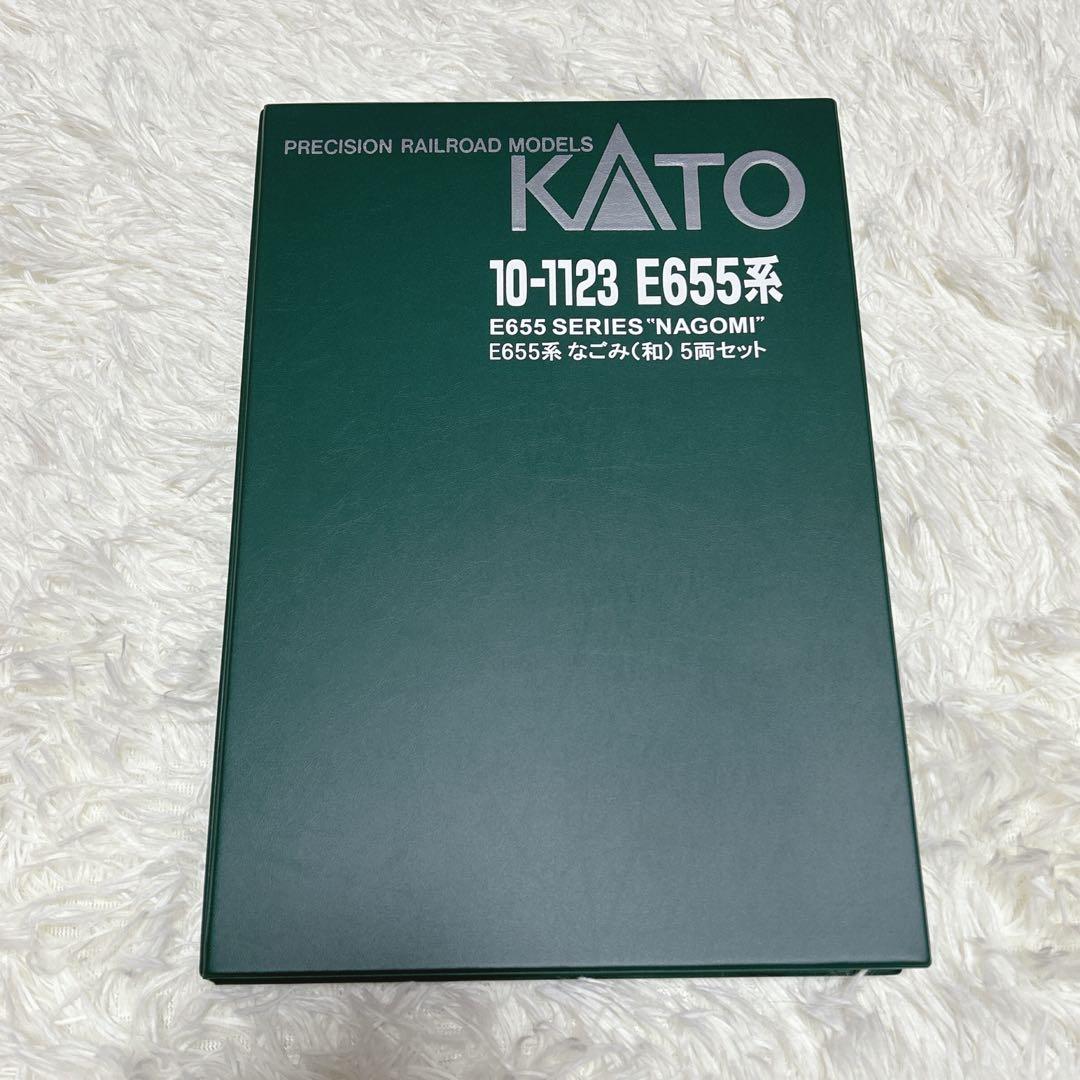 PRECISION RAILROAD MODELS
KATO
10-1123 E655系
E655 SERIES "NAGOMI"
E655系 なごみ(和) 5両セット